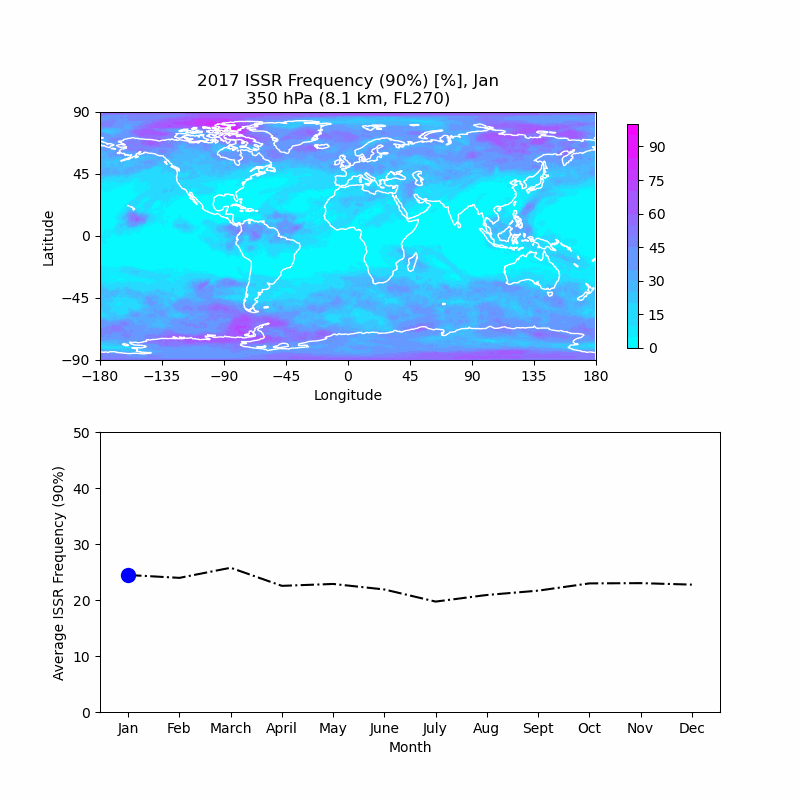 2017 ISSR Frequency (90%) [%], Jan
350 hPa (8.1 km, FL270)
90
45
0
−45
−90
Latitude
−180 −135 −90 −45 0 45 90 135 180
Longitude
90
75
60
45
30
15
0
50
40
30
20
10
0
Average ISSR Frequency (90%)
Jan Feb March April May June July Aug Sept Oct Nov Dec
Month